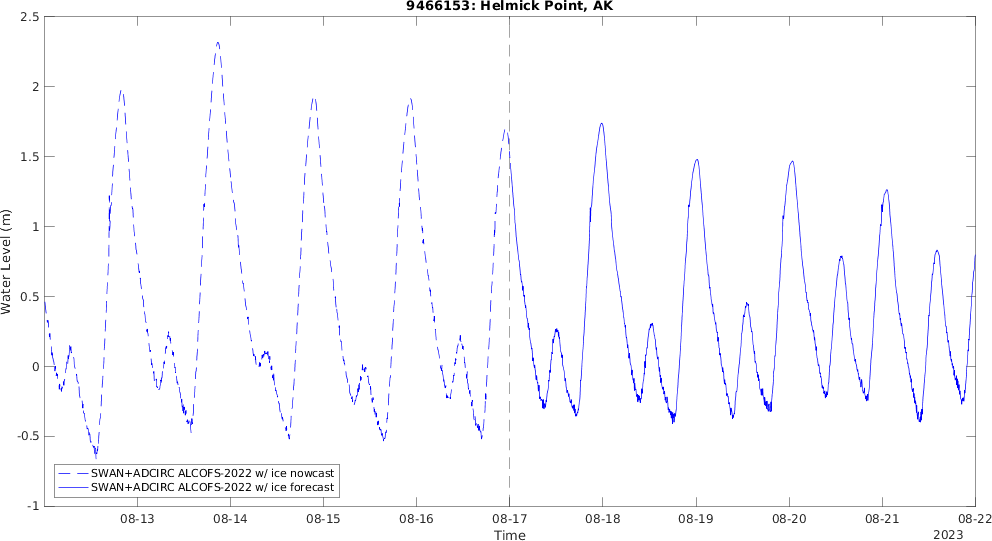 9466153: Helmick Point, AK
2.5
2
1.5
1
0.5
0
-0.5
-1
Water Level (m)
SWAN+ADCIRC ALCOFS-2022 w/ ice nowcast
SWAN+ADCIRC ALCOFS-2022 w/ ice forecast
08-13 08-14 08-15 08-16 08-17 08-18 08-19 08-20 08-21 08-22
Time
2023